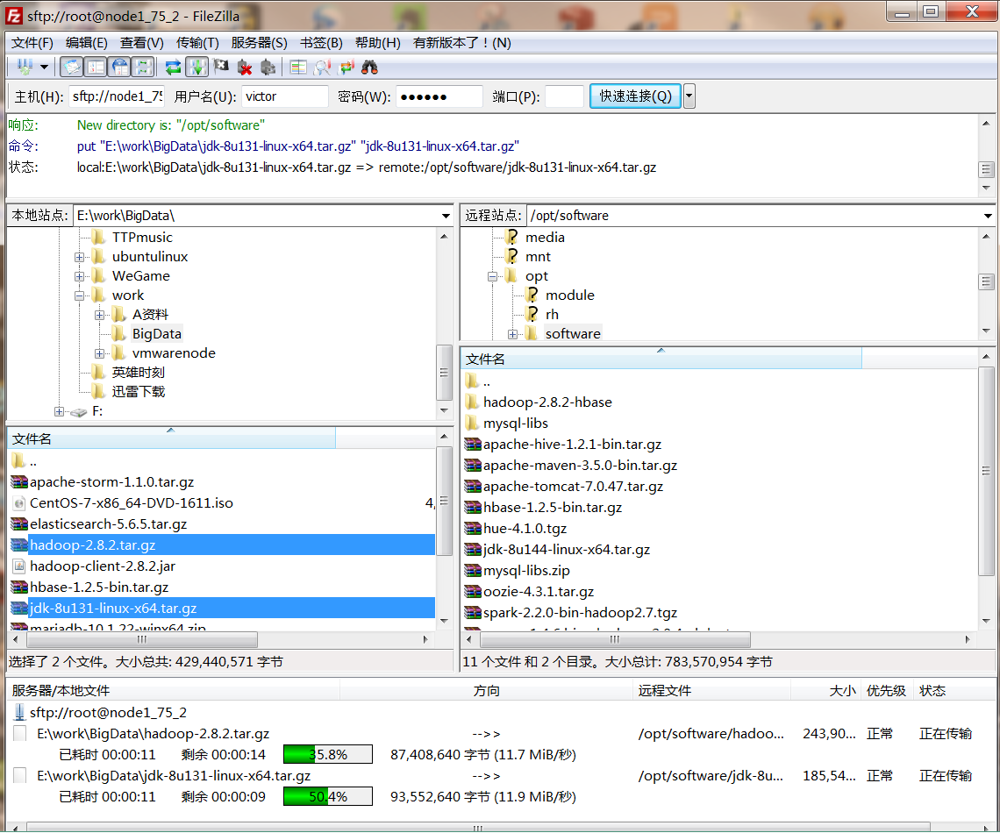 sftp://root@node1_75_2 - FileZilla
文件(F) 编辑(E) 查看(V) 传输(T) 服务器(S) 书签(B) 帮助(H) 有新版本了！(N)
主机(H): sftp://node1_75 用户名(U): victor 密码(W): ●●●●●● 端口(P): 快速连接(Q)
响应: New directory is: "/opt/software"
命令: put "E:\work\BigData\jdk-8u131-linux-x64.tar.gz" "jdk-8u131-linux-x64.tar.gz"
状态: local:E:\work\BigData\jdk-8u131-linux-x64.tar.gz => remote:/opt/software/jdk-8u131-linux-x64.tar.gz
本地站点: E:\work\BigData\
TTPmusic
ubuntulinux
WeGame
work
A资料
BigData
vmwarenode
英雄时刻
迅雷下载
F:
文件名
..
apache-storm-1.1.0.tar.gz
CentOS-7-x86_64-DVD-1611.iso 4,
elasticsearch-5.6.5.tar.gz
hadoop-2.8.2.tar.gz
hadoop-client-2.8.2.jar
hbase-1.2.5-bin.tar.gz
jdk-8u131-linux-x64.tar.gz
mariadb-10.1.22-winx64.zip
选择了 2 个文件。大小总共: 429,440,571 字节
远程站点: /opt/software
media
mnt
opt
module
rh
software
文件名
..
hadoop-2.8.2-hbase
mysql-libs
apache-hive-1.2.1-bin.tar.gz
apache-maven-3.5.0-bin.tar.gz
apache-tomcat-7.0.47.tar.gz
hbase-1.2.5-bin.tar.gz
hue-4.1.0.tgz
jdk-8u144-linux-x64.tar.gz
mysql-libs.zip
oozie-4.3.1.tar.gz
spark-2.2.0-bin-hadoop2.7.tgz
11 个文件 和 2 个目录。大小总计: 783,570,954 字节
服务器/本地文件 方向 远程文件 大小 优先级 状态
sftp://root@node1_75_2
E:\work\BigData\hadoop-2.8.2.tar.gz -->> /opt/software/hadoo... 243,90... 正常 正在传输
已耗时 00:00:11 剩余 00:00:14 35.8% 87,408,640 字节 (11.7 MiB/秒)
E:\work\BigData\jdk-8u131-linux-x64.tar.gz -->> /opt/software/jdk-8u... 185,54... 正常 正在传输
已耗时 00:00:11 剩余 00:00:09 50.4% 93,552,640 字节 (11.9 MiB/秒)